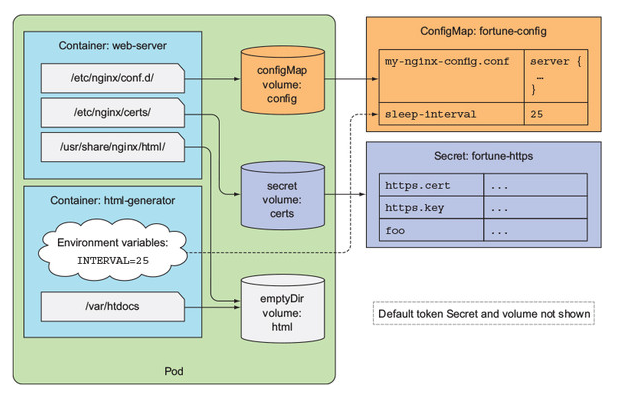 Container: web-server
/etc/nginx/conf.d/
/etc/nginx/certs/
/usr/share/nginx/html/
Container: html-generator
Environment variables:
INTERVAL=25
/var/htdocs
configMap
volume:
config
secret
volume:
certs
emptyDir
volume:
html
Pod
ConfigMap: fortune-config
my-nginx-config.conf
server {
…
}
sleep-interval
25
Secret: fortune-https
https.cert
...
https.key
...
foo
...
Default token Secret and volume not shown